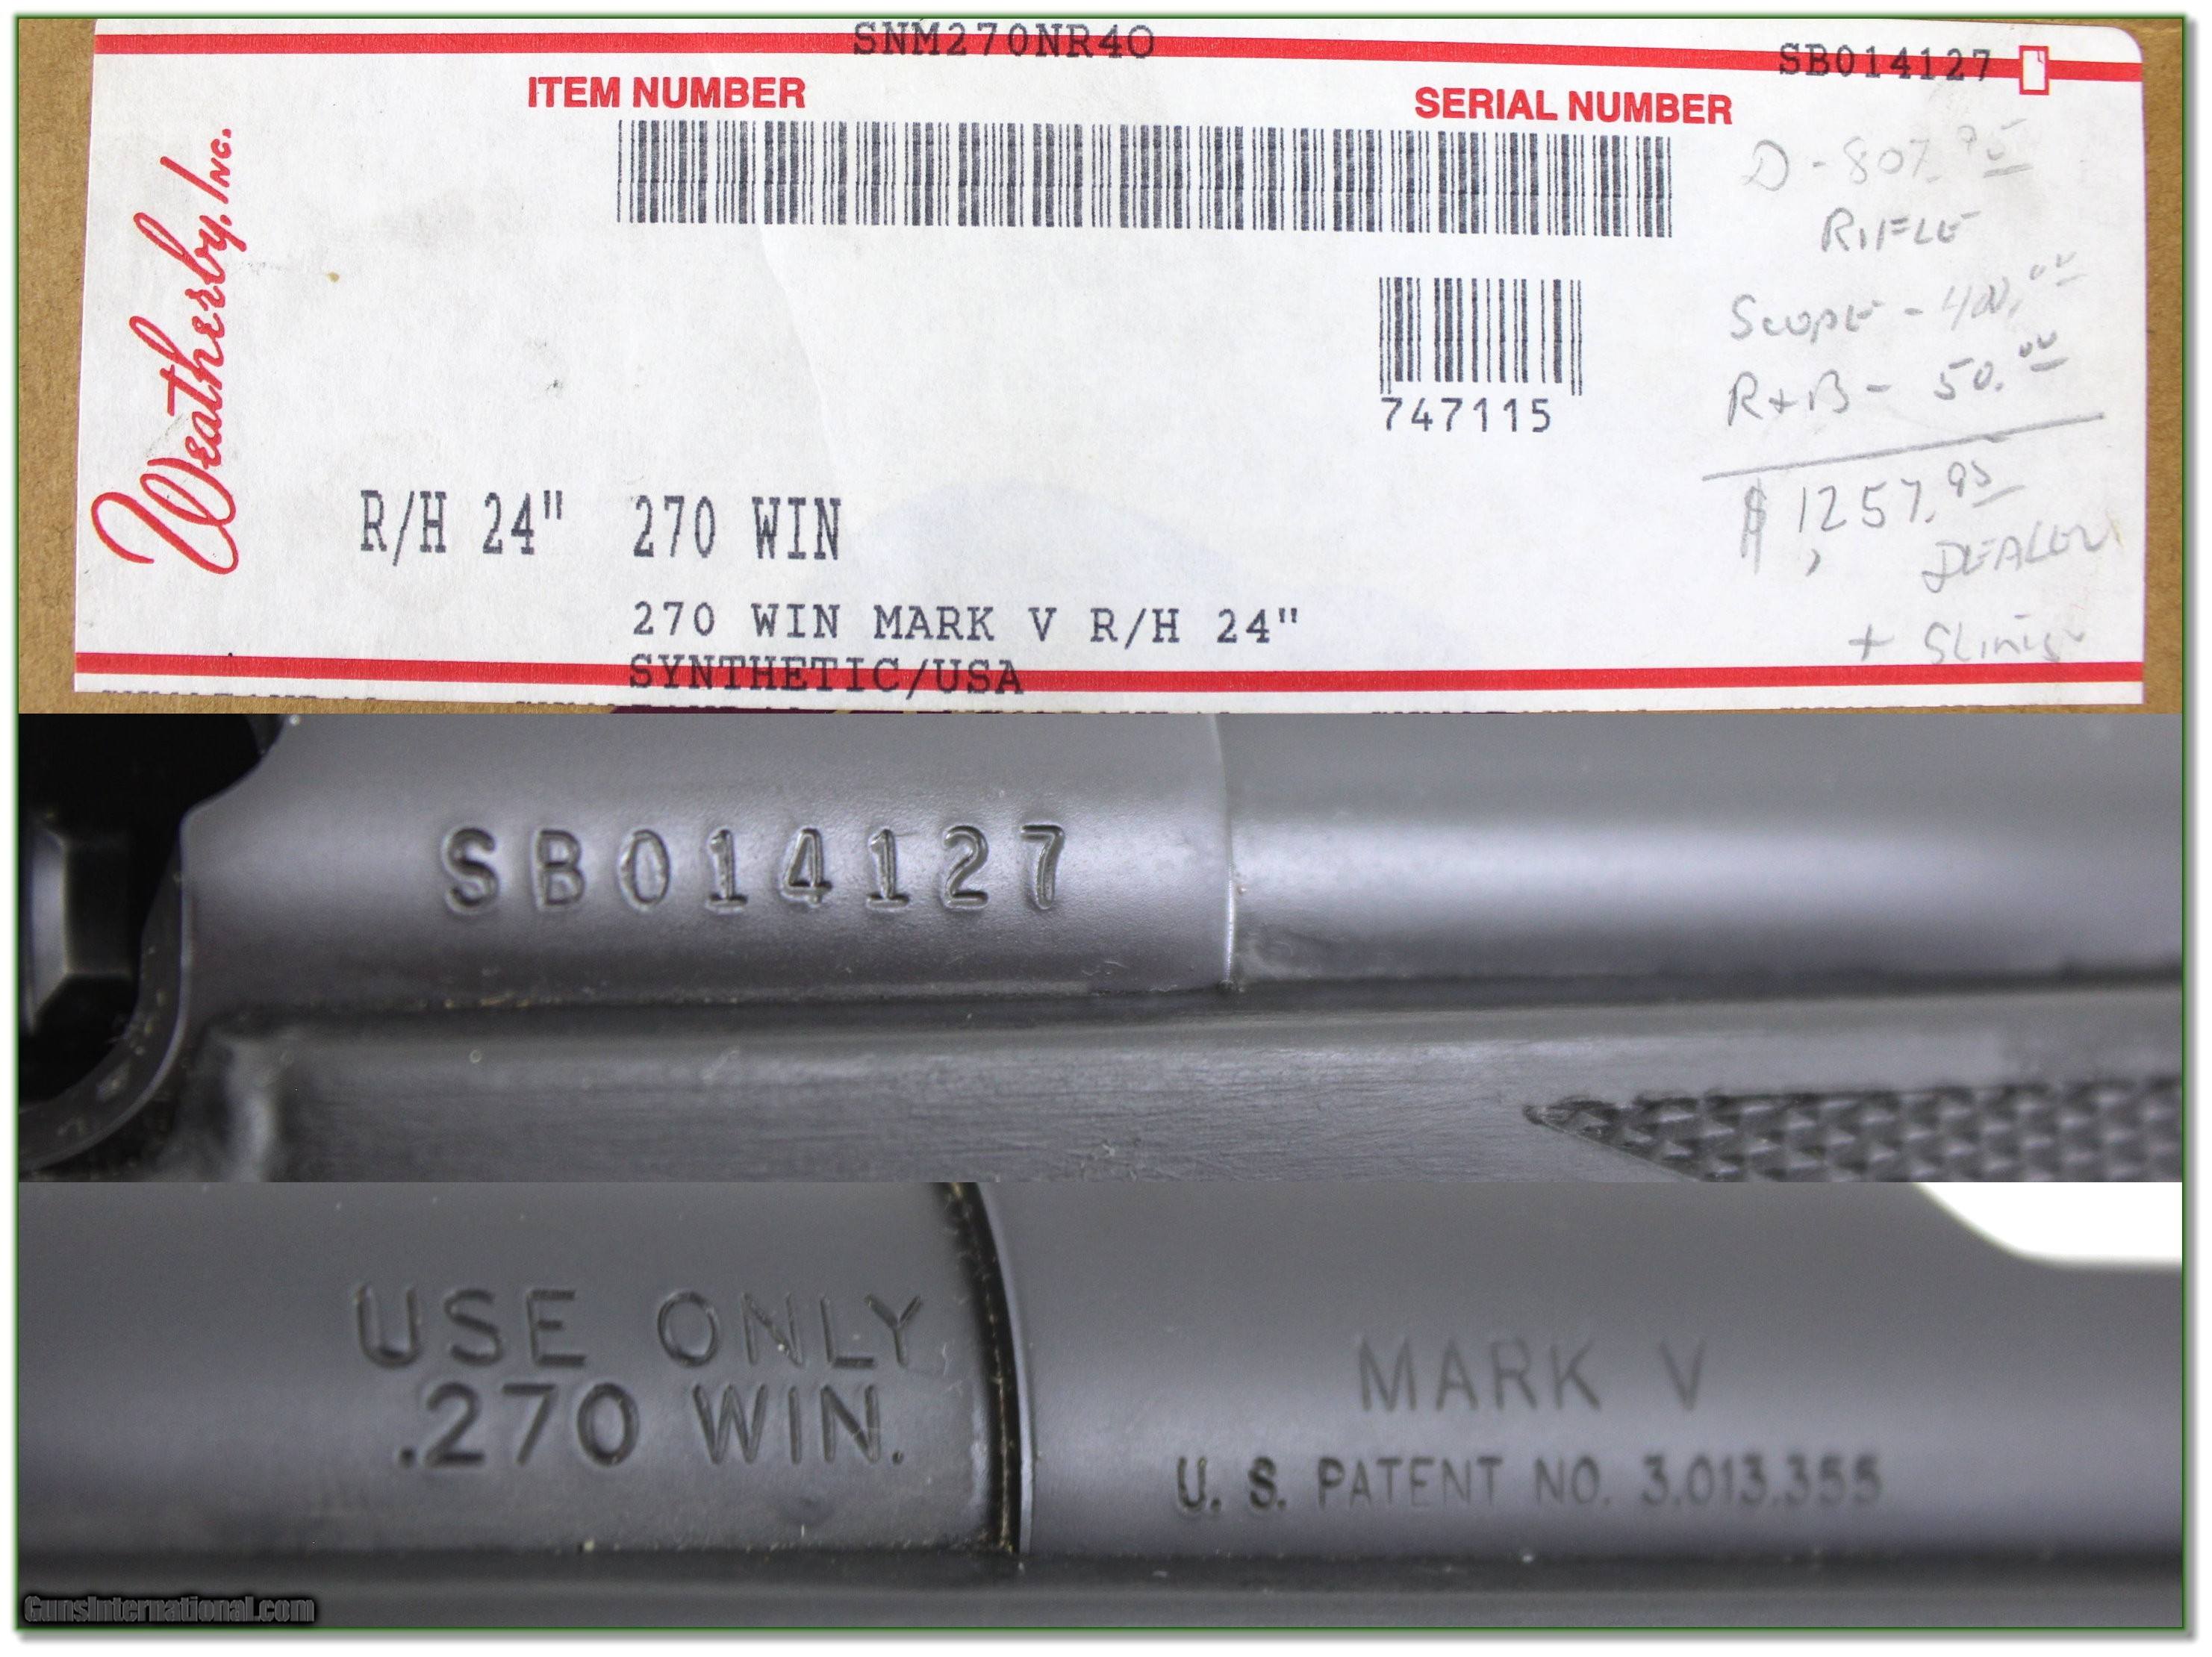 SNM270NR4O
SB014127
ITEM NUMBER
SERIAL NUMBER
Weatherby, Inc.
D - 807.95
RIFLE
Scope - 400.00
R+B - 50.00
$1,257.95
DEALER
+ Sling
747115
R/H 24" 270 WIN
270 WIN MARK V R/H 24"
SYNTHETIC/USA
SB014127
USE ONLY
.270 WIN.
MARK V
U. S. PATENT NO. 3.013.355
GunsInternational.com